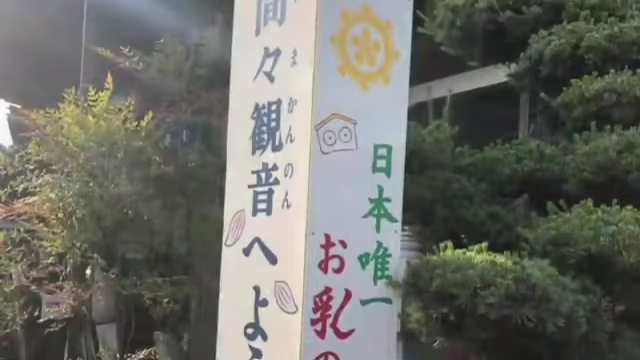 間々観音へよう
まかんのん
日本唯一
お乳の